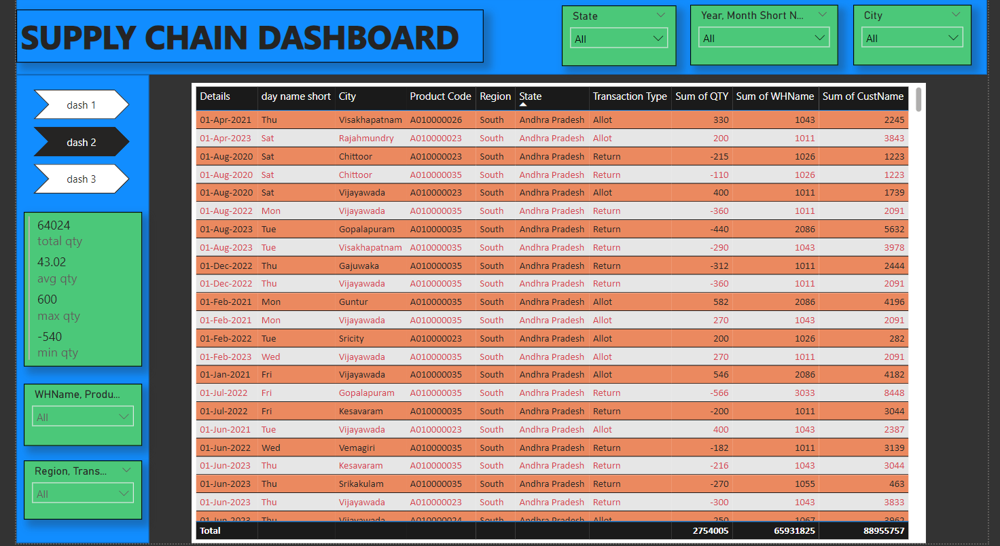 SUPPLY CHAIN DASHBOARD
State
All
Year, Month Short N...
All
City
All
dash 1
dash 2
dash 3
64024
total qty
43.02
avg qty
600
max qty
-540
min qty
WHName, Produ...
All
Region, Trans...
All
Details day name short City Product Code Region State Transaction Type Sum of QTY Sum of WHName Sum of CustName
01-Apr-2021 Thu Visakhapatnam A010000026 South Andhra Pradesh Allot 330 1043 2245
01-Apr-2023 Sat Rajahmundry A010000023 South Andhra Pradesh Allot 200 1011 3843
01-Aug-2020 Sat Chittoor A010000023 South Andhra Pradesh Return -215 1026 1223
01-Aug-2020 Sat Chittoor A010000035 South Andhra Pradesh Return -110 1026 1223
01-Aug-2020 Sat Vijayawada A010000023 South Andhra Pradesh Allot 400 1011 1739
01-Aug-2022 Mon Vijayawada A010000035 South Andhra Pradesh Return -360 1011 2091
01-Aug-2023 Tue Gopalapuram A010000035 South Andhra Pradesh Return -440 2086 5632
01-Aug-2023 Tue Visakhapatnam A010000035 South Andhra Pradesh Return -290 1043 3978
01-Dec-2022 Thu Gajuwaka A010000035 South Andhra Pradesh Return -312 1011 2444
01-Dec-2022 Thu Vijayawada A010000035 South Andhra Pradesh Return -360 1011 2091
01-Feb-2021 Mon Guntur A010000035 South Andhra Pradesh Allot 582 2086 4196
01-Feb-2021 Mon Vijayawada A010000035 South Andhra Pradesh Allot 270 1043 2091
01-Feb-2022 Tue Sricity A010000023 South Andhra Pradesh Allot 200 1026 282
01-Feb-2023 Wed Vijayawada A010000035 South Andhra Pradesh Allot 270 1011 2091
01-Jan-2021 Fri Vijayawada A010000035 South Andhra Pradesh Allot 546 2086 4182
01-Jul-2022 Fri Gopalapuram A010000035 South Andhra Pradesh Return -566 3033 8448
01-Jul-2022 Fri Kesavaram A010000035 South Andhra Pradesh Return -200 1011 3044
01-Jun-2021 Tue Vijayawada A010000023 South Andhra Pradesh Allot 400 1043 2387
01-Jun-2022 Wed Vemagiri A010000035 South Andhra Pradesh Return -182 1011 3139
01-Jun-2023 Thu Kesavaram A010000035 South Andhra Pradesh Return -216 1043 3044
01-Jun-2023 Thu Srikakulam A010000035 South Andhra Pradesh Return -270 1055 463
01-Jun-2023 Thu Vijayawada A010000023 South Andhra Pradesh Return -300 1043 3833
01-Jun-2023 Thu Vijayawada A010000024 South Andhra Pradesh Allot 250 1067 3962
Total 2754005 65931825 88955757